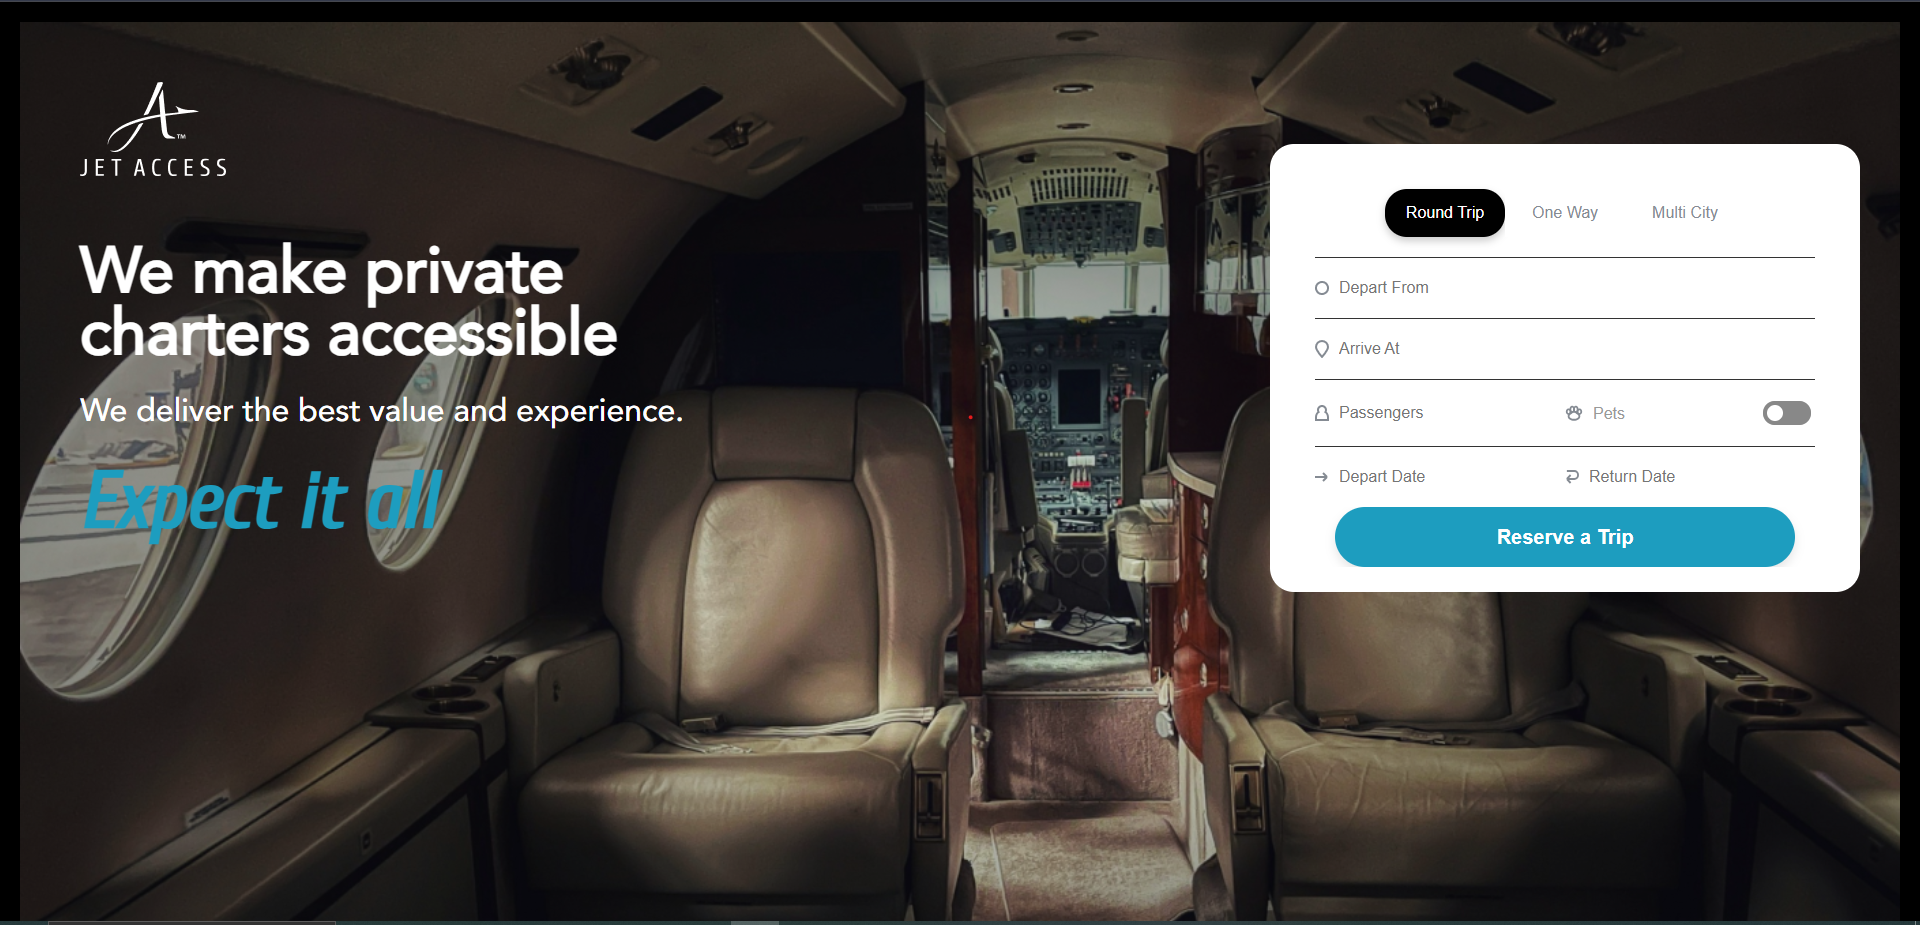 JET ACCESS
We make private
charters accessible
We deliver the best value and experience.
Expect it all
Round Trip
One Way
Multi City
Depart From
Arrive At
Passengers
Pets
Depart Date
Return Date
Reserve a Trip